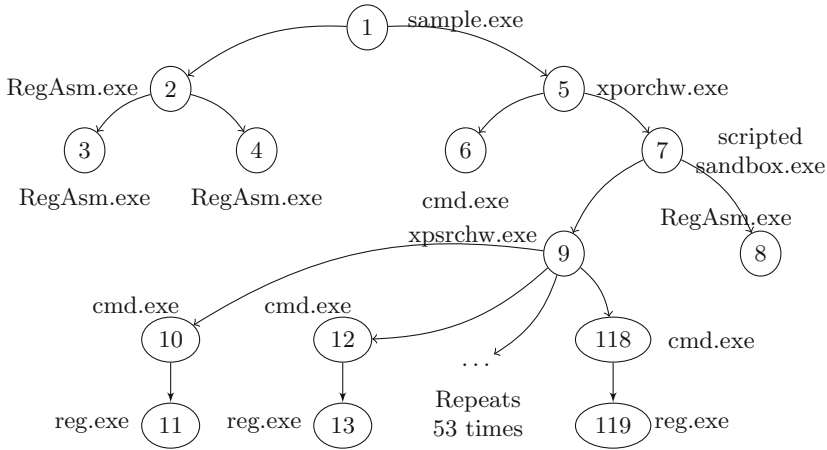 1
sample.exe
RegAsm.exe
2
5
xporchw.exe
3
4
6
7
scripted
sandbox.exe
RegAsm.exe
RegAsm.exe
cmd.exe
RegAsm.exe
xpsrchw.exe
9
8
cmd.exe
cmd.exe
10
12
118
cmd.exe
...
Repeats
53 times
reg.exe
11
reg.exe
13
119
reg.exe